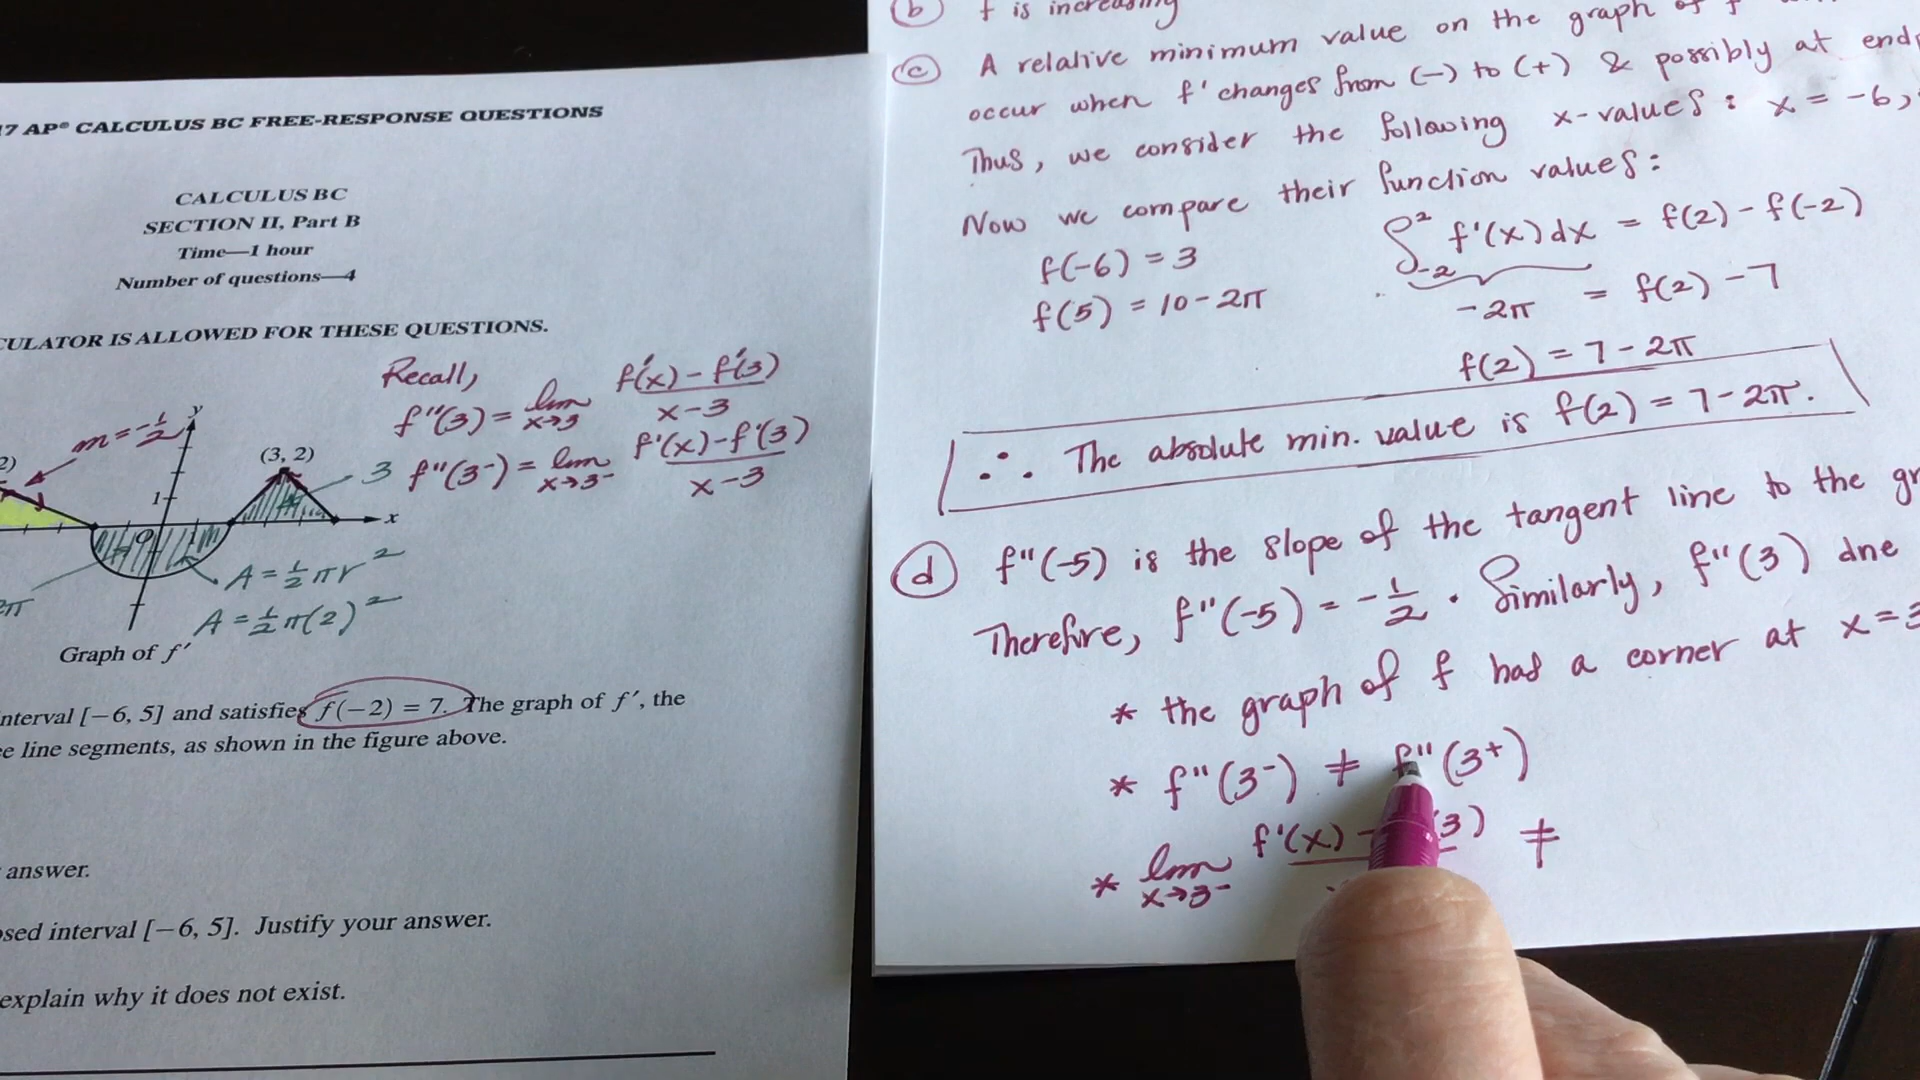 17 AP® CALCULUS BC FREE-RESPONSE QUESTIONS
CALCULUS BC
SECTION II, Part B
Time—1 hour
Number of questions—4
CULATOR IS ALLOWED FOR THESE QUESTIONS.
Recall,
f''(3) = lim x→3 f'(x) - f'(3) / x-3
f''(3⁻) = lim x→3⁻ f'(x) - f'(3) / x-3
m = -1/2
y
2)
(3, 2)
3
1
O
1
x
A = 1/2 πr²
2π
A = 1/2 π(2)²
Graph of f'
nterval [−6, 5] and satisfies f(−2) = 7. The graph of f', the
e line segments, as shown in the figure above.
answer.
osed interval [−6, 5]. Justify your answer.
explain why it does not exist.
(b) f is increasing
(c) A relalive minimum value on the graph of f
occur when f' changes from (-) to (+) & possibly at endp
Thus, we consider the following x-values: x = -6,
Now we compare their function values:
f(-6) = 3
f(5) = 10 - 2π
∫₋₂² f'(x)dx = f(2) - f(-2)
-2π = f(2) - 7
f(2) = 7 - 2π
∴ The absolute min. value is f(2) = 7 - 2π.
(d) f''(-5) is the slope of the tangent line to the gr
Therefore, f''(-5) = -1/2. Similarly, f''(3) dne
* the graph of f has a corner at x=3
* f''(3⁻) ≠ f''(3⁺)
* lim x→3⁻ f'(x) - (3) ≠